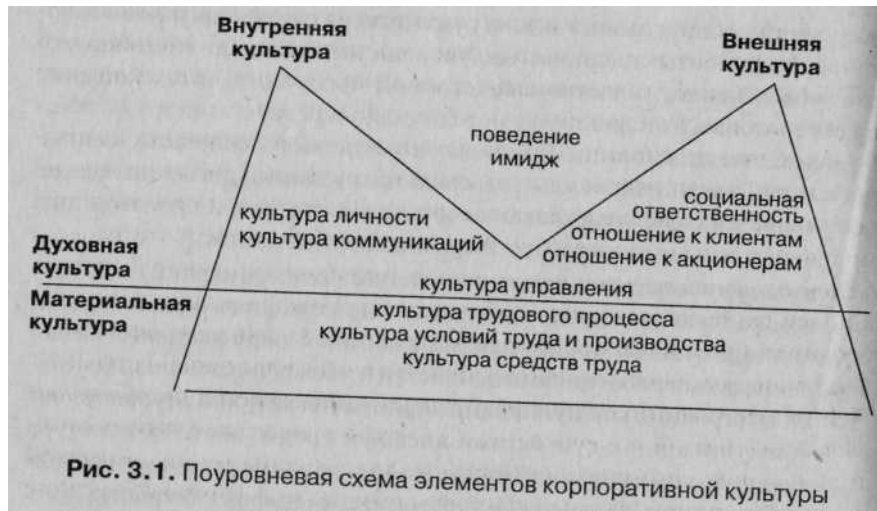 Внутренняя
культура
Внешняя
культура
поведение
имидж
социальная
ответственность
отношение к клиентам
отношение к акционерам
культура личности
культура коммуникаций
Духовная
культура
культура управления
Материальная
культура
культура трудового процесса
культура условий труда и производства
культура средств труда
Рис. 3.1. Поуровневая схема элементов корпоративной культуры